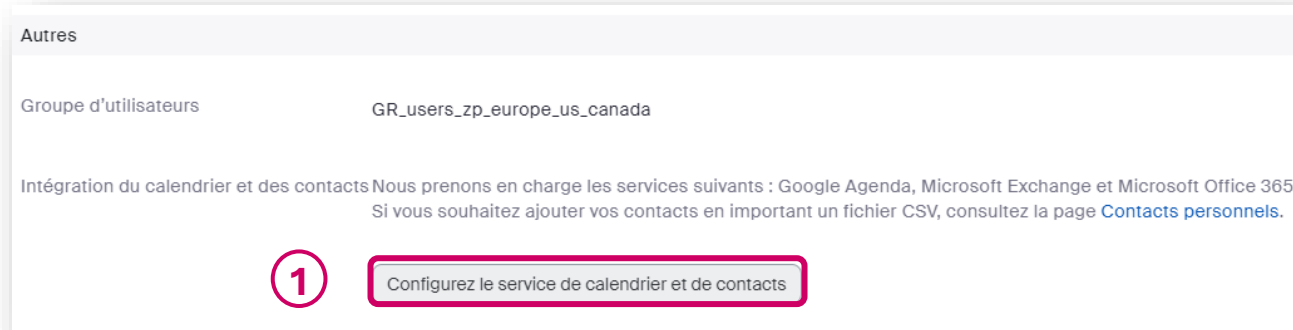 Autres
Groupe d'utilisateurs
GR_users_zp_europe_us_canada
Intégration du calendrier et des contacts Nous prenons en charge les services suivants : Google Agenda, Microsoft Exchange et Microsoft Office 365
Si vous souhaitez ajouter vos contacts en important un fichier CSV, consultez la page Contacts personnels.
1 Configurez le service de calendrier et de contacts